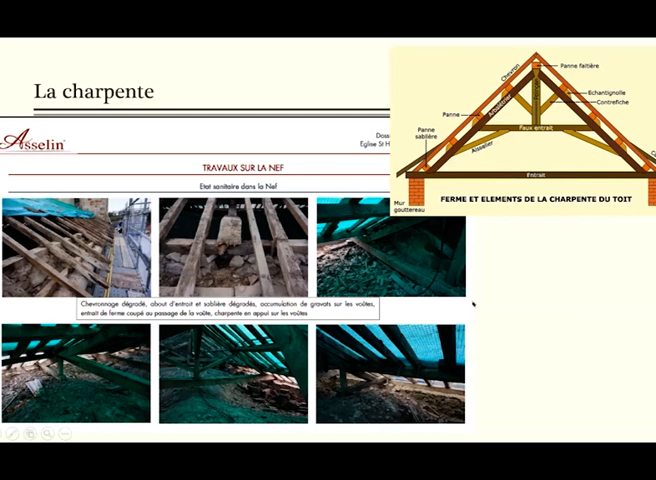 La charpente
Asselin
Eglise St H
TRAVAUX SUR LA NEF
Etat sanitaire dans la Nef
Chevronnage dégradé, about d'entrait et sablière dégradés, accumulation de gravats sur les voûtes,
entrait de ferme coupé au passage de la voûte, charpente en appui sur les voûtes
Panne faîtière
Chevron
Echantignolle
Contrefiche
Arbalétrier
Poinçon
Panne
Faux entrait
Panne
sablière
Aisselier
Entrait
Mur
gouttereau
FERME ET ELEMENTS DE LA CHARPENTE DU TOIT